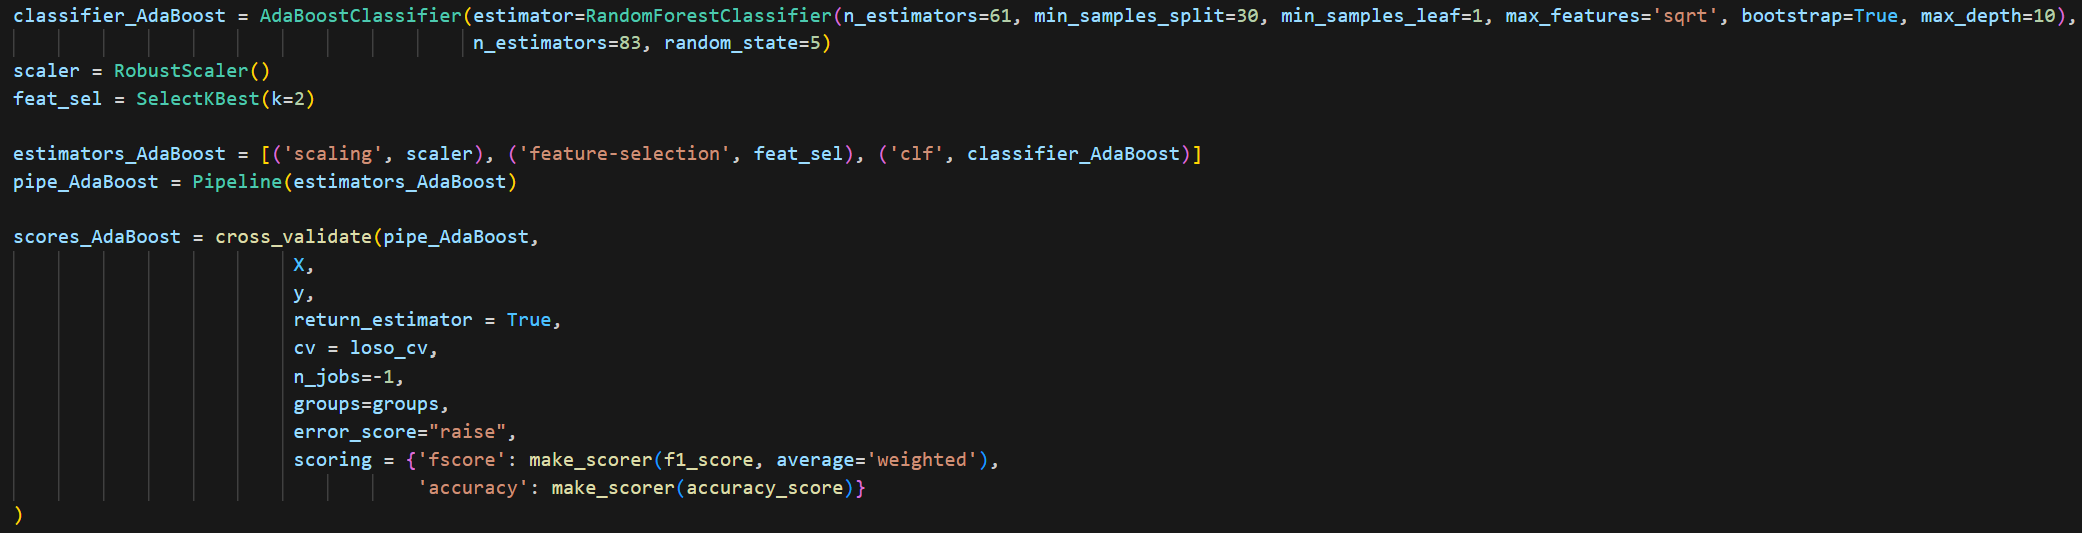 classifier_AdaBoost = AdaBoostClassifier(estimator=RandomForestClassifier(n_estimators=61, min_samples_split=30, min_samples_leaf=1, max_features='sqrt', bootstrap=True, max_depth=10),
n_estimators=83, random_state=5)
scaler = RobustScaler()
feat_sel = SelectKBest(k=2)
estimators_AdaBoost = [('scaling', scaler), ('feature-selection', feat_sel), ('clf', classifier_AdaBoost)]
pipe_AdaBoost = Pipeline(estimators_AdaBoost)
scores_AdaBoost = cross_validate(pipe_AdaBoost,
X,
y,
return_estimator = True,
cv = loso_cv,
n_jobs=-1,
groups=groups,
error_score="raise",
scoring = {'fscore': make_scorer(f1_score, average='weighted'),
'accuracy': make_scorer(accuracy_score)}
)